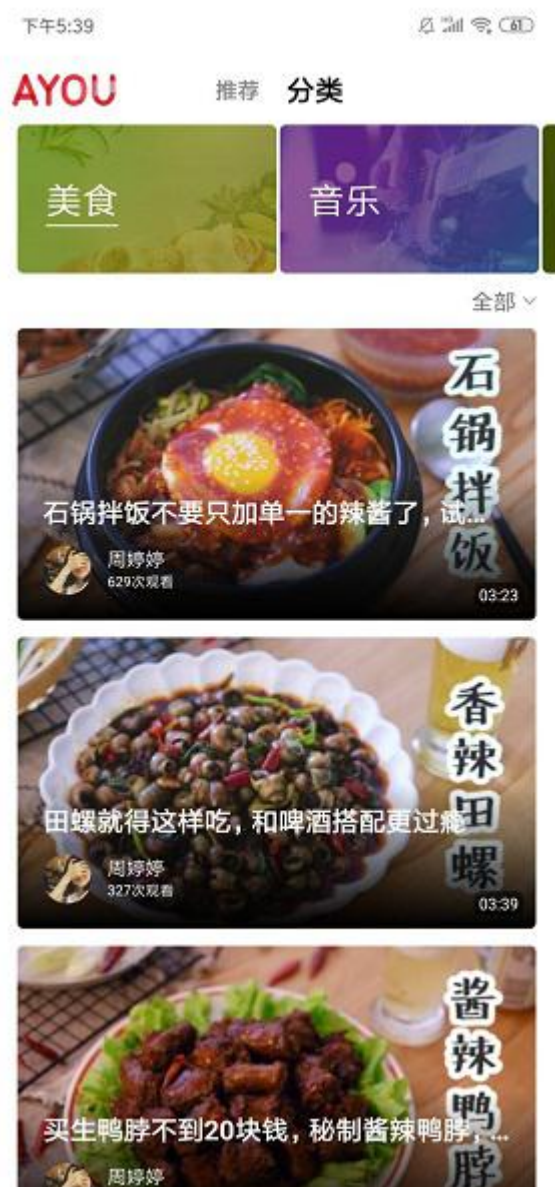 下午5:39
61
AYOU
推荐 分类
美食
音乐
全部
石锅拌饭
石锅拌饭不要只加单一的辣酱了，试...
周婷婷
629次观看
03:23
香辣田螺
田螺就得这样吃，和啤酒搭配更过瘾
周婷婷
327次观看
03:39
酱辣鸭脖
买生鸭脖不到20块钱，秘制酱辣鸭脖，...
周婷婷